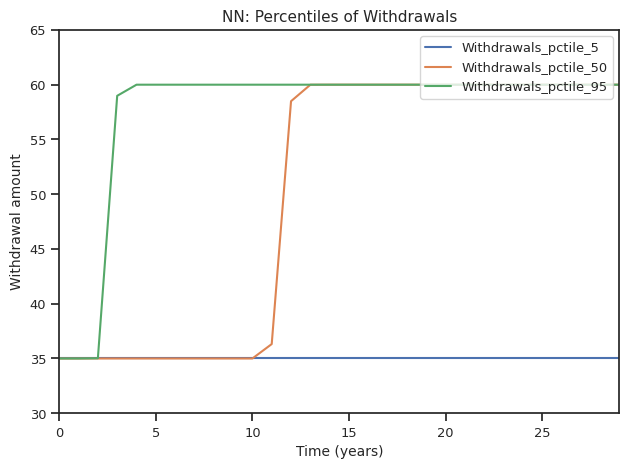 NN: Percentiles of Withdrawals
Withdrawal amount
65
60
55
50
45
40
35
30
Withdrawals_pctile_5
Withdrawals_pctile_50
Withdrawals_pctile_95
0
5
10
15
20
25
Time (years)